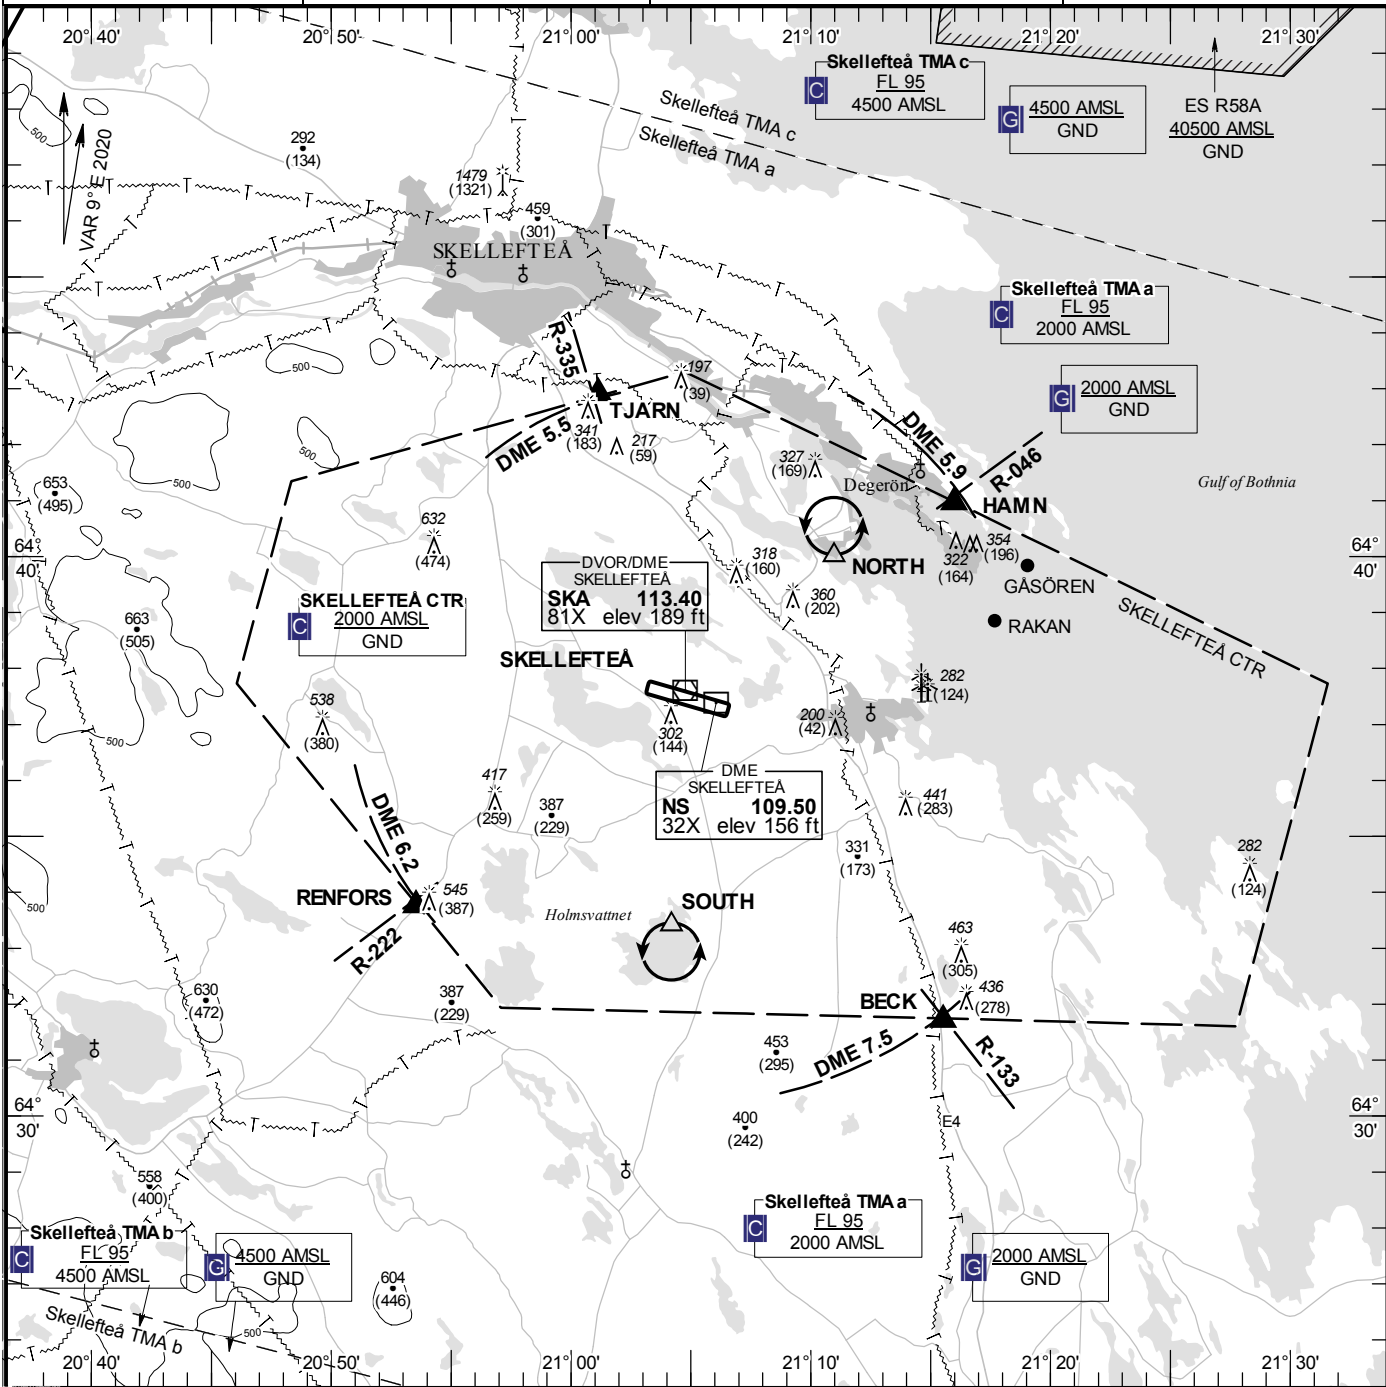 20°40'
20°50'
21°00'
21°10'
21°20'
21°30'
Skellefteå TMA c
C
FL 95
4500 AMSL
G
4500 AMSL
GND
ES R58A
40500 AMSL
GND
Skellefteå TMA c
Skellefteå TMA a
VAR 9° E 2020
500
292
(134)
1479
(1321)
459
(301)
SKELLEFTEÅ
Skellefteå TMA a
C
FL 95
2000 AMSL
G
2000 AMSL
GND
500
R-335
197
(39)
TJÄRN
341
(183)
217
(59)
DME 5.5
DME 5.9
R-046
HAMN
327
(169)
Degerön
Gulf of Bothnia
500
500
653
(495)
632
(474)
64°
40'
64°
40'
NORTH
322
(164)
354
(196)
GÅSÖREN
RAKAN
SKELLEFTEÅ CTR
318
(160)
360
(202)
DVOR/DME
SKELLEFTEÅ
SKA 113.40
81X elev 189 ft
SKELLEFTEÅ CTR
C
2000 AMSL
GND
663
(505)
SKELLEFTEÅ
282
(124)
538
(380)
302
(144)
200
(42)
500
DME
SKELLEFTEÅ
NS 109.50
32X elev 156 ft
417
(259)
387
(229)
441
(283)
331
(173)
282
(124)
DME 6.2
RENFORS
545
(387)
R-222
500
Holmsvattnet
SOUTH
463
(305)
436
(278)
BECK
R-133
DME 7.5
630
(472)
387
(229)
453
(295)
400
(242)
64°
30'
64°
30'
E4
558
(400)
Skellefteå TMA b
C
FL 95
4500 AMSL
G
4500 AMSL
GND
Skellefteå TMA a
C
FL 95
2000 AMSL
G
2000 AMSL
GND
604
(446)
500
Skellefteå TMA b
20°40'
20°50'
21°00'
21°10'
21°20'
21°30'